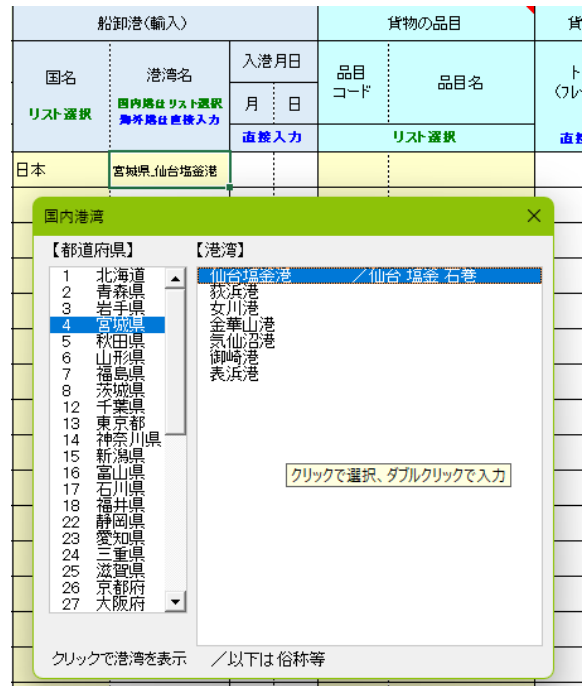 船卸港(輸入)
貨物の品目
貨
国名
リスト選択
港湾名
国内港は リスト選択
海外港は 直接入力
入港月日
月 日
直接入力
品目
コード
品目名
リスト選択
ト
(フレ
直接
日本
宮城県_仙台塩釜港
国内港湾
【都道府県】
【港湾】
1 北海道
2 青森県
3 岩手県
4 宮城県
5 秋田県
6 山形県
7 福島県
8 茨城県
12 千葉県
13 東京都
14 神奈川県
15 新潟県
16 富山県
17 石川県
18 福井県
22 静岡県
23 愛知県
24 三重県
25 滋賀県
26 京都府
27 大阪府
仙台塩釜港 /仙台 塩釜 石巻
荻浜港
女川港
金華山港
気仙沼港
御崎港
表浜港
クリックで選択、ダブルクリックで入力
クリックで港湾を表示
/以下は俗称等